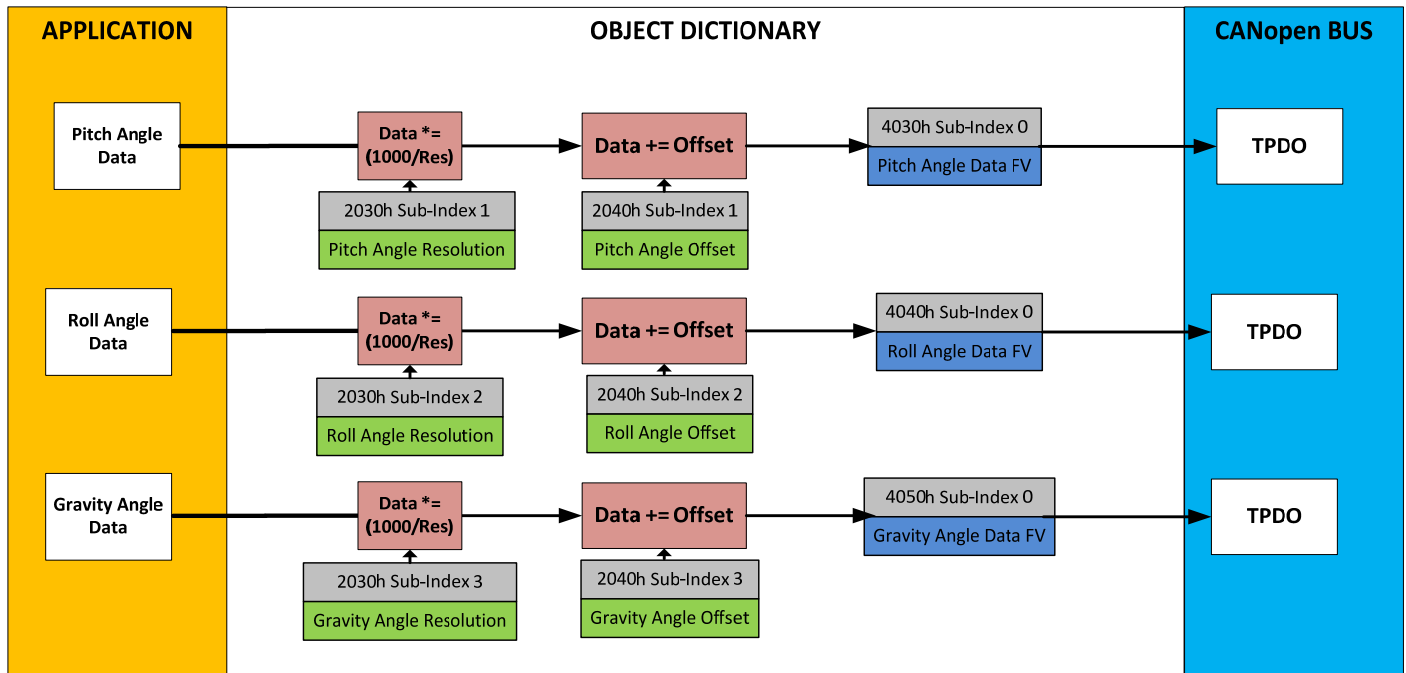 APPLICATION
OBJECT DICTIONARY
CANopen BUS
Pitch Angle
Data
Data *=
(1000/Res)
Data += Offset
4030h Sub-Index 0
Pitch Angle Data FV
TPDO
2030h Sub-Index 1
Pitch Angle Resolution
2040h Sub-Index 1
Pitch Angle Offset
Roll Angle
Data
Data *=
(1000/Res)
Data += Offset
4040h Sub-Index 0
Roll Angle Data FV
TPDO
2030h Sub-Index 2
Roll Angle Resolution
2040h Sub-Index 2
Roll Angle Offset
Gravity Angle
Data
Data *=
(1000/Res)
Data += Offset
4050h Sub-Index 0
Gravity Angle Data FV
TPDO
2030h Sub-Index 3
Gravity Angle Resolution
2040h Sub-Index 3
Gravity Angle Offset